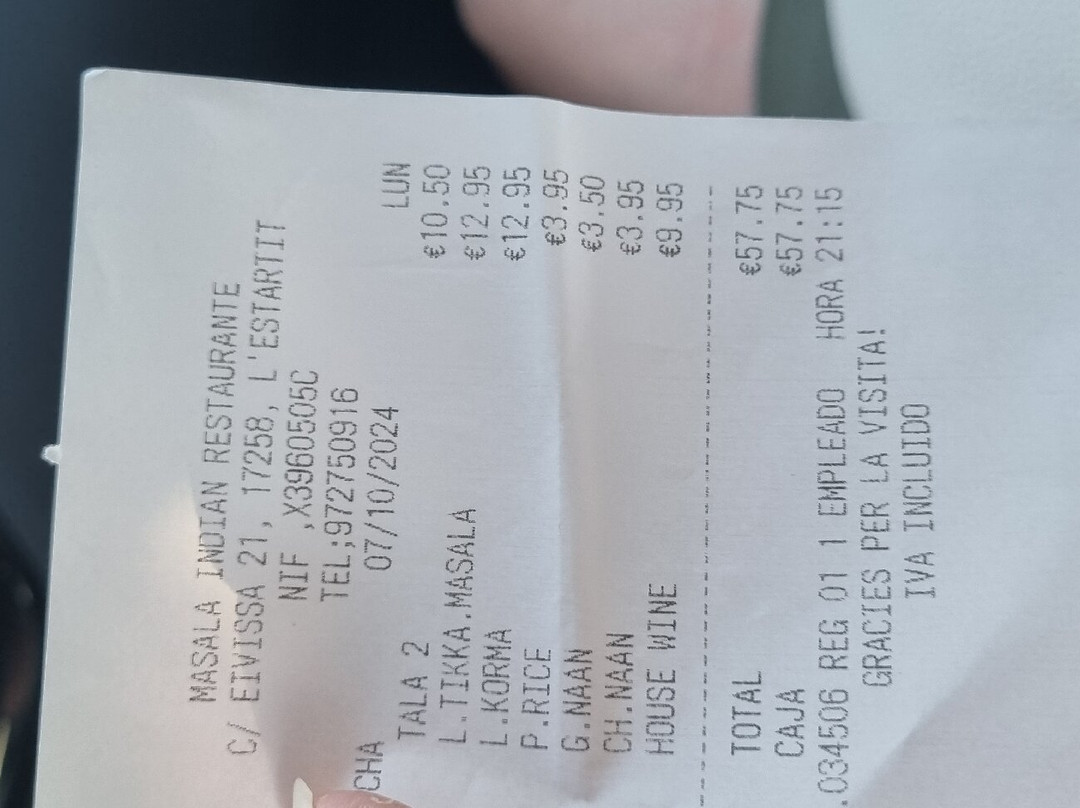 MASALA INDIAN RESTAURANTE
C/ EIVISSA 21, 17258, L'ESTARTIT
NIF ,X3960505C
TEL;972750916
CHA 07/10/2024 LUN
TALA 2 €10.50
L.TIKKA.MASALA €12.95
L.KORMA €12.95
P.RICE €3.95
G.NAAN €3.50
CH.NAAN €3.95
HOUSE WINE €9.95
TOTAL €57.75
CAJA €57.75
.034506 REG 01 1 EMPLEADO HORA 21:15
GRACIES PER LA VISITA!
IVA INCLUIDO